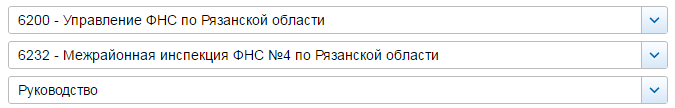 6200 - Управление ФНС по Рязанской области
6232 - Межрайонная инспекция ФНС №4 по Рязанской области
Руководство